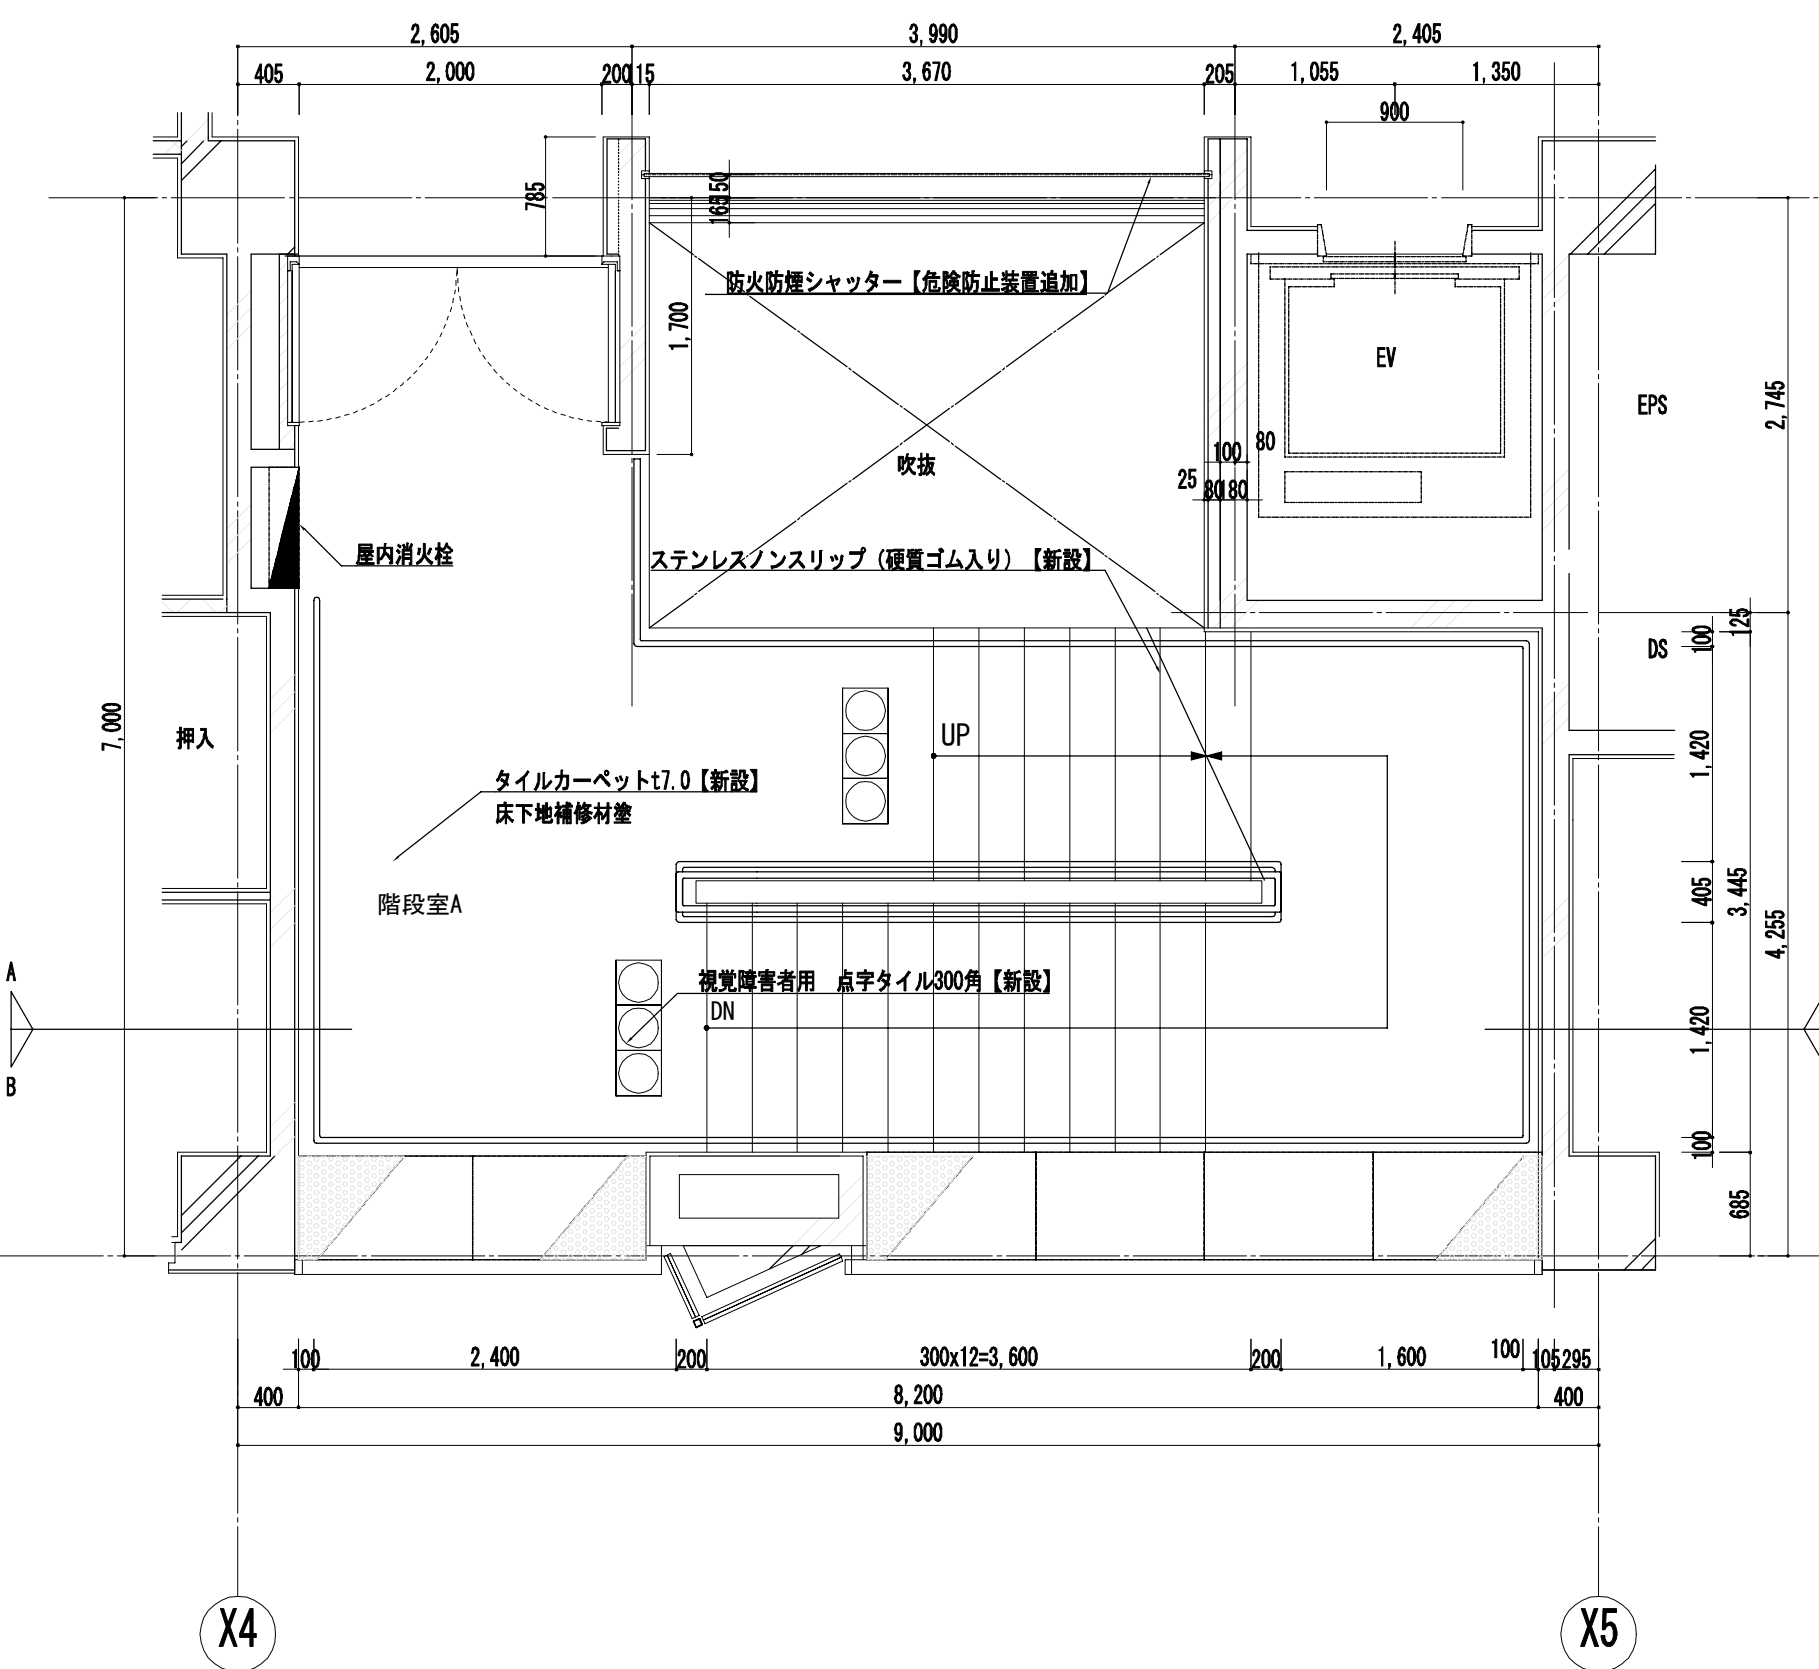 2,605
3,990
2,405
405
2,000
200
115
3,670
205
1,055
1,350
900
785
150
165
防火防煙シャッター【危険防止装置追加】
1,700
EV
EPS
2,745
吹抜
100
80
25
80
180
屋内消火栓
ステンレスノンスリップ（硬質ゴム入り）【新設】
125
100
DS
7,000
押入
UP
1,420
タイルカーペットt7.0【新設】
床下地補修材塗
階段室A
405
3,445
4,255
A
視覚障害者用　点字タイル300角【新設】
DN
1,420
B
100
685
100
2,400
200
300x12=3,600
200
1,600
100
105
295
400
8,200
400
9,000
X4
X5